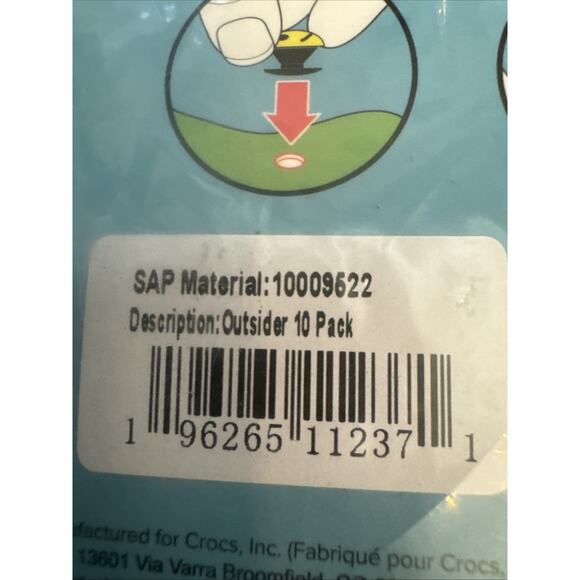 SAP Material:10009522
Description:Outsider 10 Pack
1 96265 11237 1
factured for Crocs, Inc. (Fabriqué pour Crocs,
13601 Via Varra Broomfield,